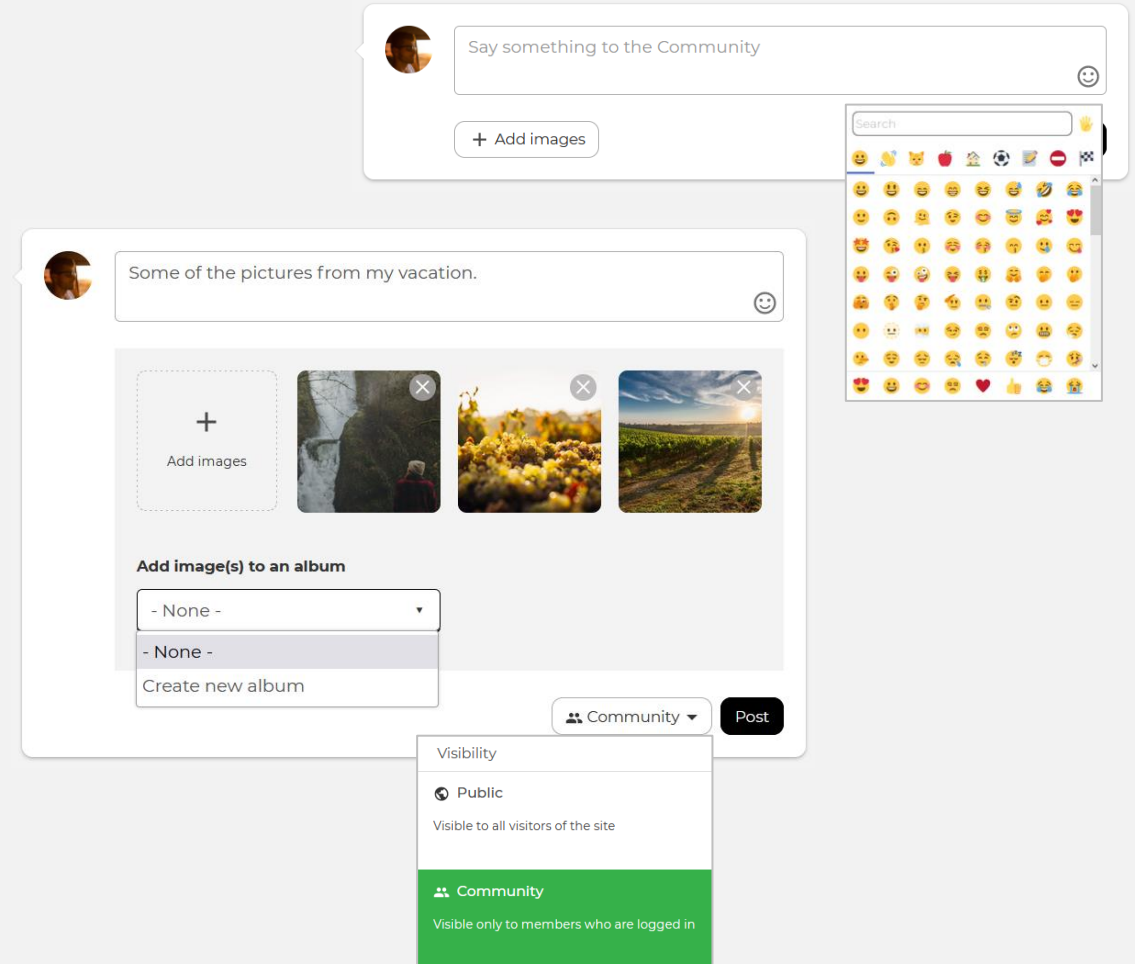 Say something to the Community
Add images
Search
Some of the pictures from my vacation.
Add images
Add image(s) to an album
- None -
- None -
Create new album
Community
Post
Visibility
Public
Visible to all visitors of the site
Community
Visible only to members who are logged in